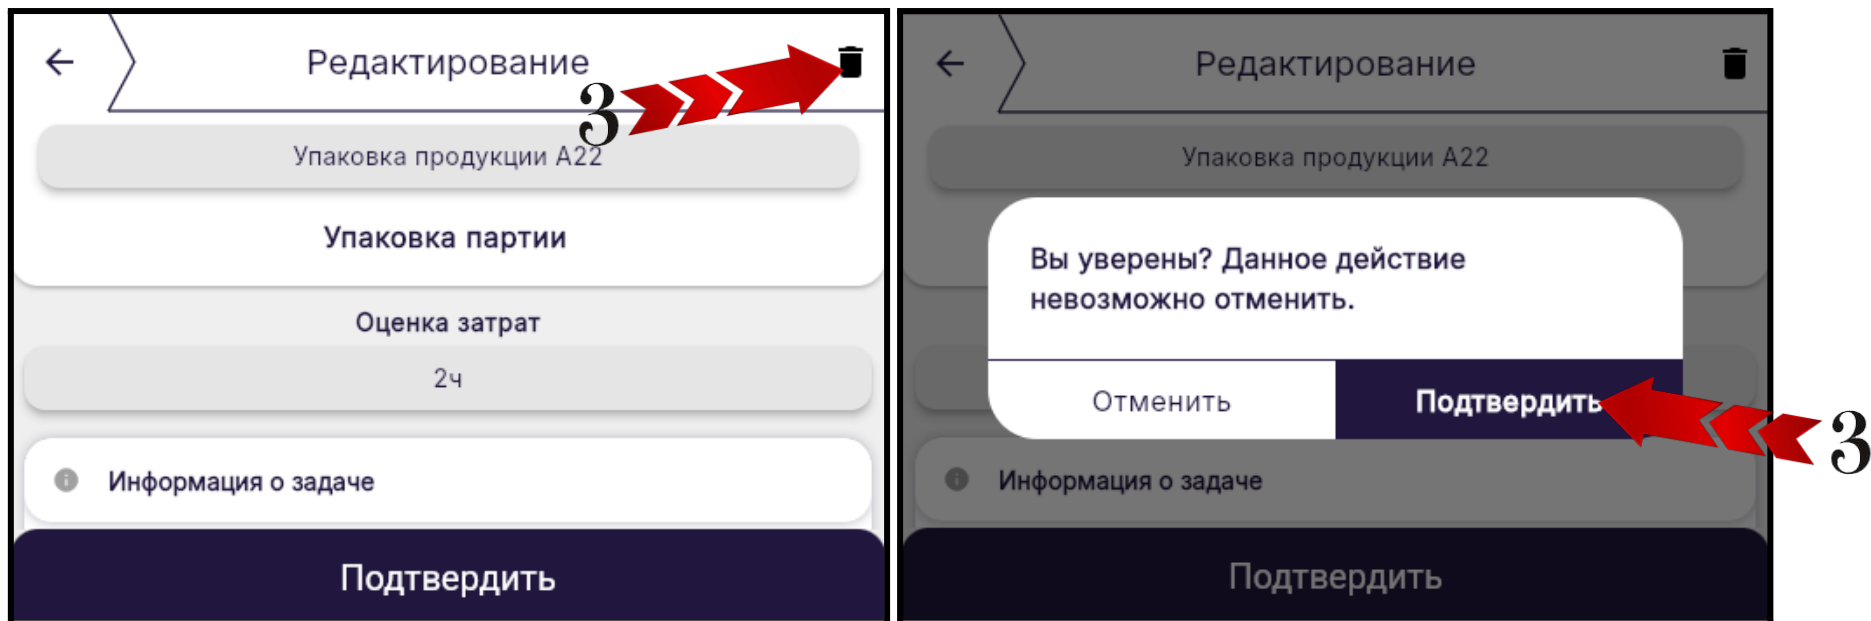 Редактирование
3
Упаковка продукции А22
Упаковка партии
Оценка затрат
2ч
Информация о задаче
Подтвердить
Редактирование
Упаковка продукции А22
Вы уверены? Данное действие
невозможно отменить.
Отменить
Подтвердить
3
Информация о задаче
Подтвердить